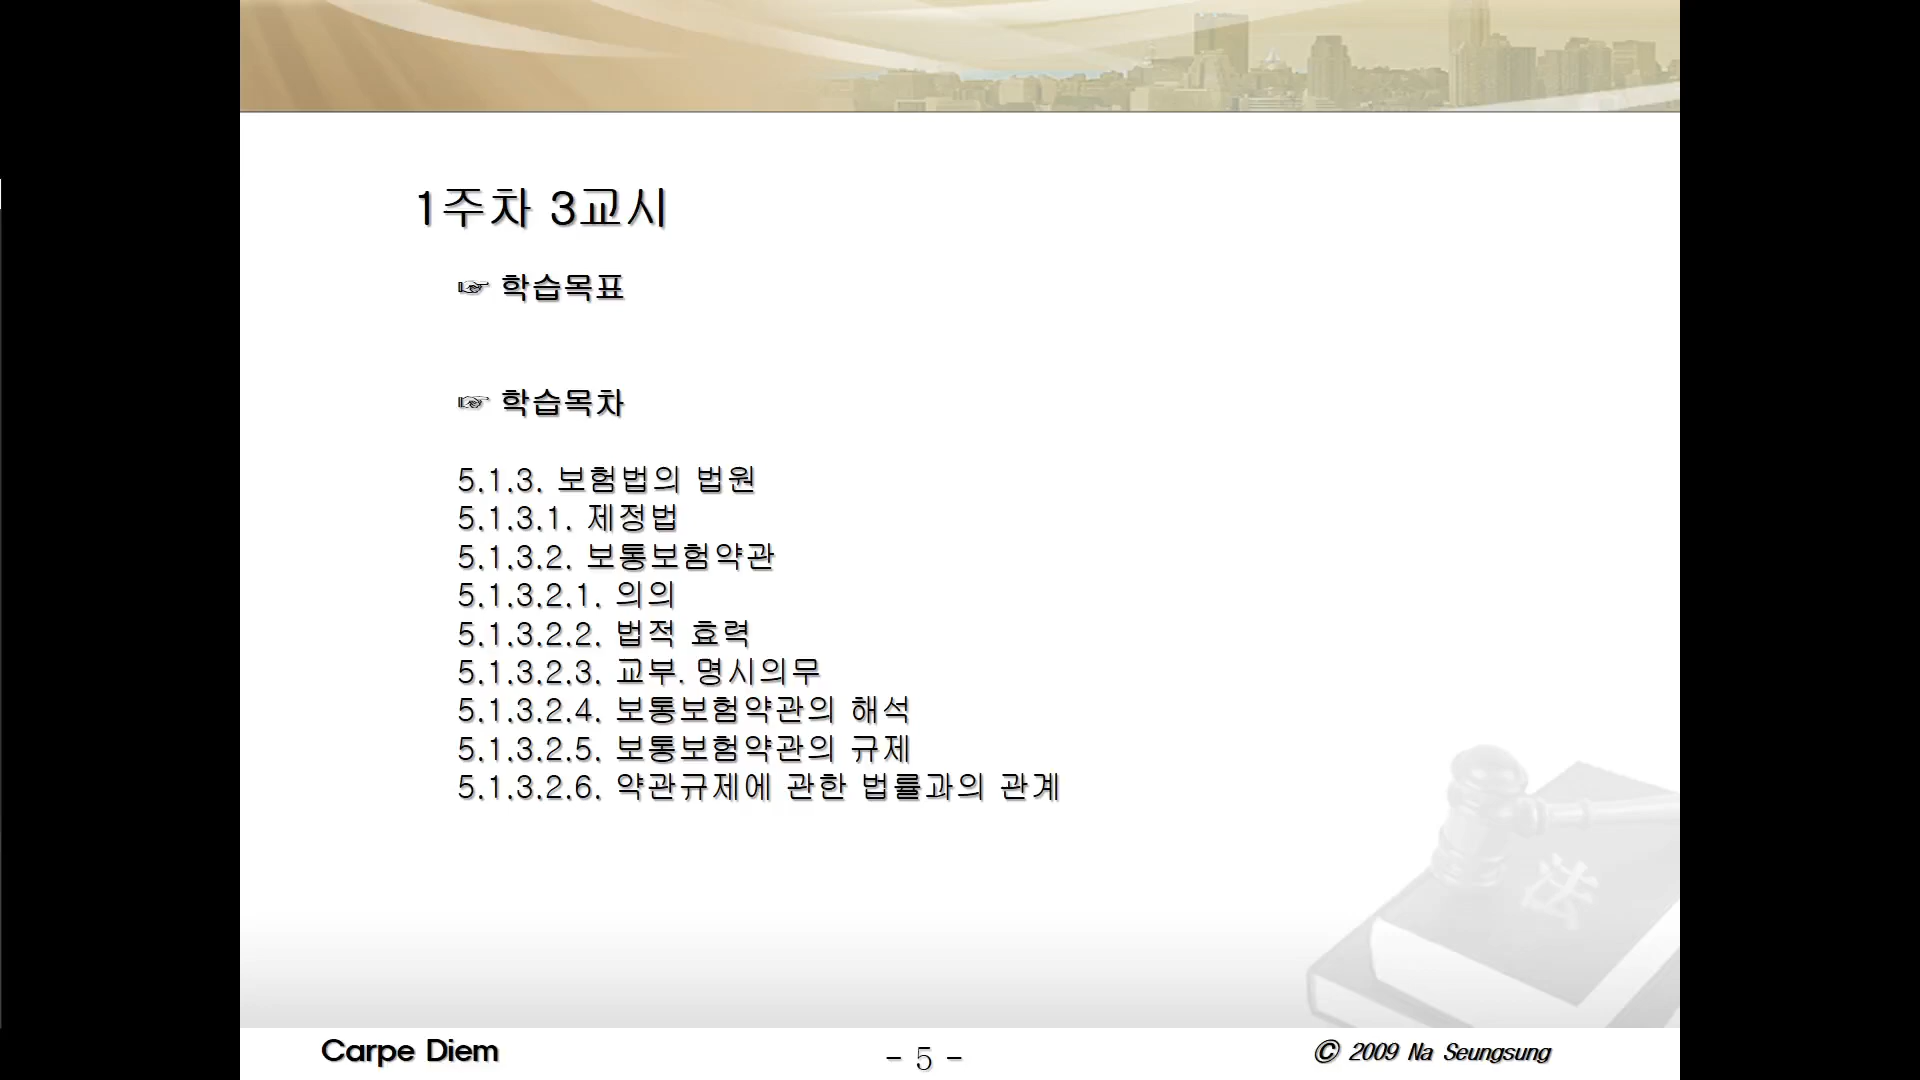 1주차 3교시
☞ 학습목표
☞ 학습목차
5.1.3. 보험법의 법원
5.1.3.1. 제정법
5.1.3.2. 보통보험약관
5.1.3.2.1. 의의
5.1.3.2.2. 법적 효력
5.1.3.2.3. 교부. 명시의무
5.1.3.2.4. 보통보험약관의 해석
5.1.3.2.5. 보통보험약관의 규제
5.1.3.2.6. 약관규제에 관한 법률과의 관계
法
Carpe Diem
- 5 -
© 2009 Na Seungsung